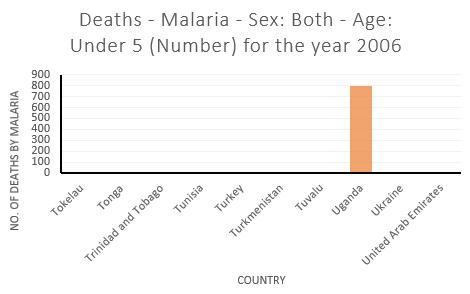 Deaths - Malaria - Sex: Both - Age:
Under 5 (Number) for the year 2006
NO. OF DEATHS BY MALARIA
900
800
700
600
500
400
300
200
100
0
Tokelau
Tonga
Trinidad and Tobago
Tunisia
Turkey
Turkmenistan
Tuvalu
Uganda
Ukraine
United Arab Emirates
COUNTRY